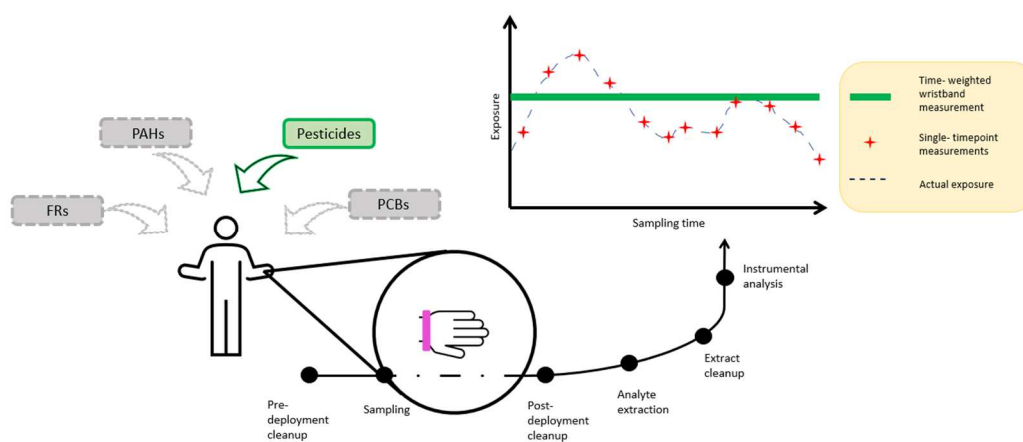 PAHs
Pesticides
FRs
PCBs
Exposure
Sampling time
Time- weighted
wristband
measurement
Single- timepoint
measurements
Actual exposure
Pre-
deployment
cleanup
Sampling
Post-
deployment
cleanup
Analyte
extraction
Extract
cleanup
Instrumental
analysis